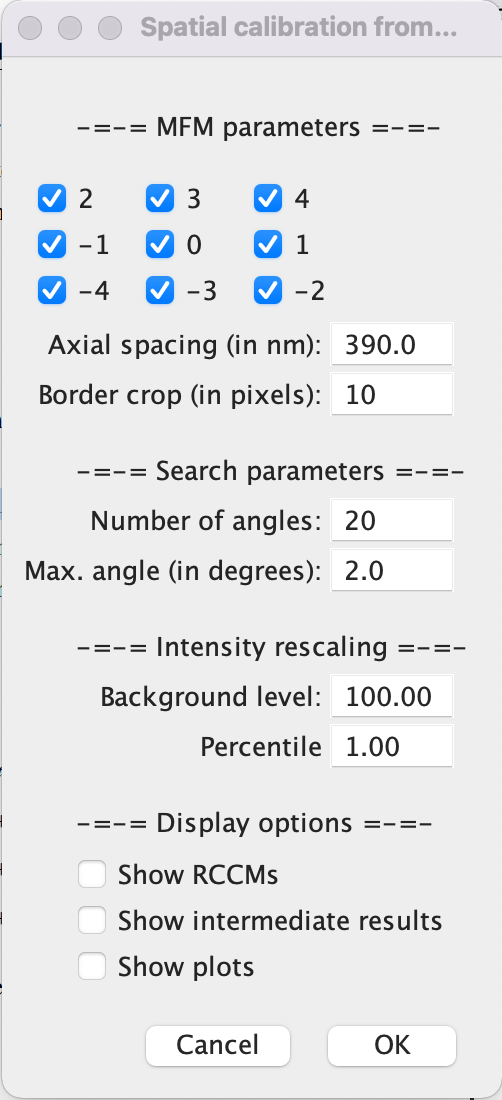 Spatial calibration from...
-=-= MFM parameters =-=-
2 3 4
-1 0 1
-4 -3 -2
Axial spacing (in nm): 390.0
Border crop (in pixels): 10
-=-= Search parameters =-=-
Number of angles: 20
Max. angle (in degrees): 2.0
-=-= Intensity rescaling =-=-
Background level: 100.00
Percentile 1.00
-=-= Display options =-=-
Show RCCMs
Show intermediate results
Show plots
Cancel OK